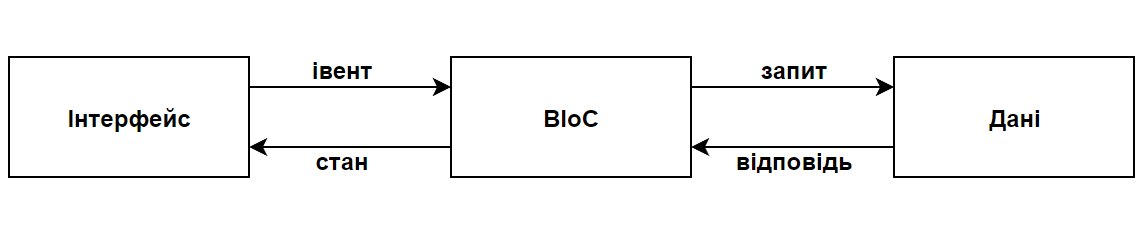 івент
запит
Інтерфейс
BloC
Дані
стан
відповідь